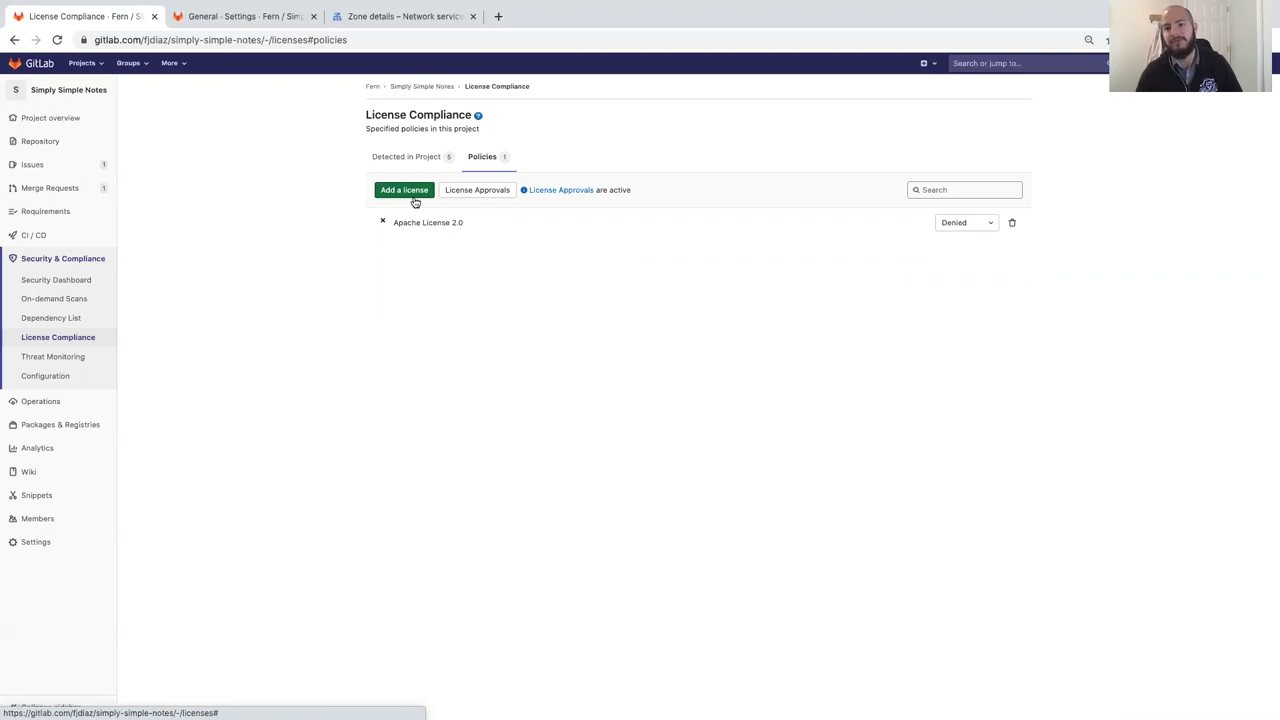 License Compliance · Fern / Si
General · Settings · Fern / Simp
Zone details – Network service
gitlab.com/fjdiaz/simply-simple-notes/-/licenses#policies
GitLab
Projects
Groups
More
Search or jump to...
S
Simply Simple Notes
Fern › Simply Simple Notes › License Compliance
Project overview
License Compliance ?
Specified policies in this project
Repository
Detected in Project 5
Policies 1
Issues 1
Merge Requests 1
Add a license
License Approvals
License Approvals are active
Search
Requirements
Apache License 2.0
Denied
CI / CD
Security & Compliance
Security Dashboard
On-demand Scans
Dependency List
License Compliance
Threat Monitoring
Configuration
Operations
Packages & Registries
Analytics
Wiki
Snippets
Members
Settings
https://gitlab.com/fjdiaz/simply-simple-notes/-/licenses#